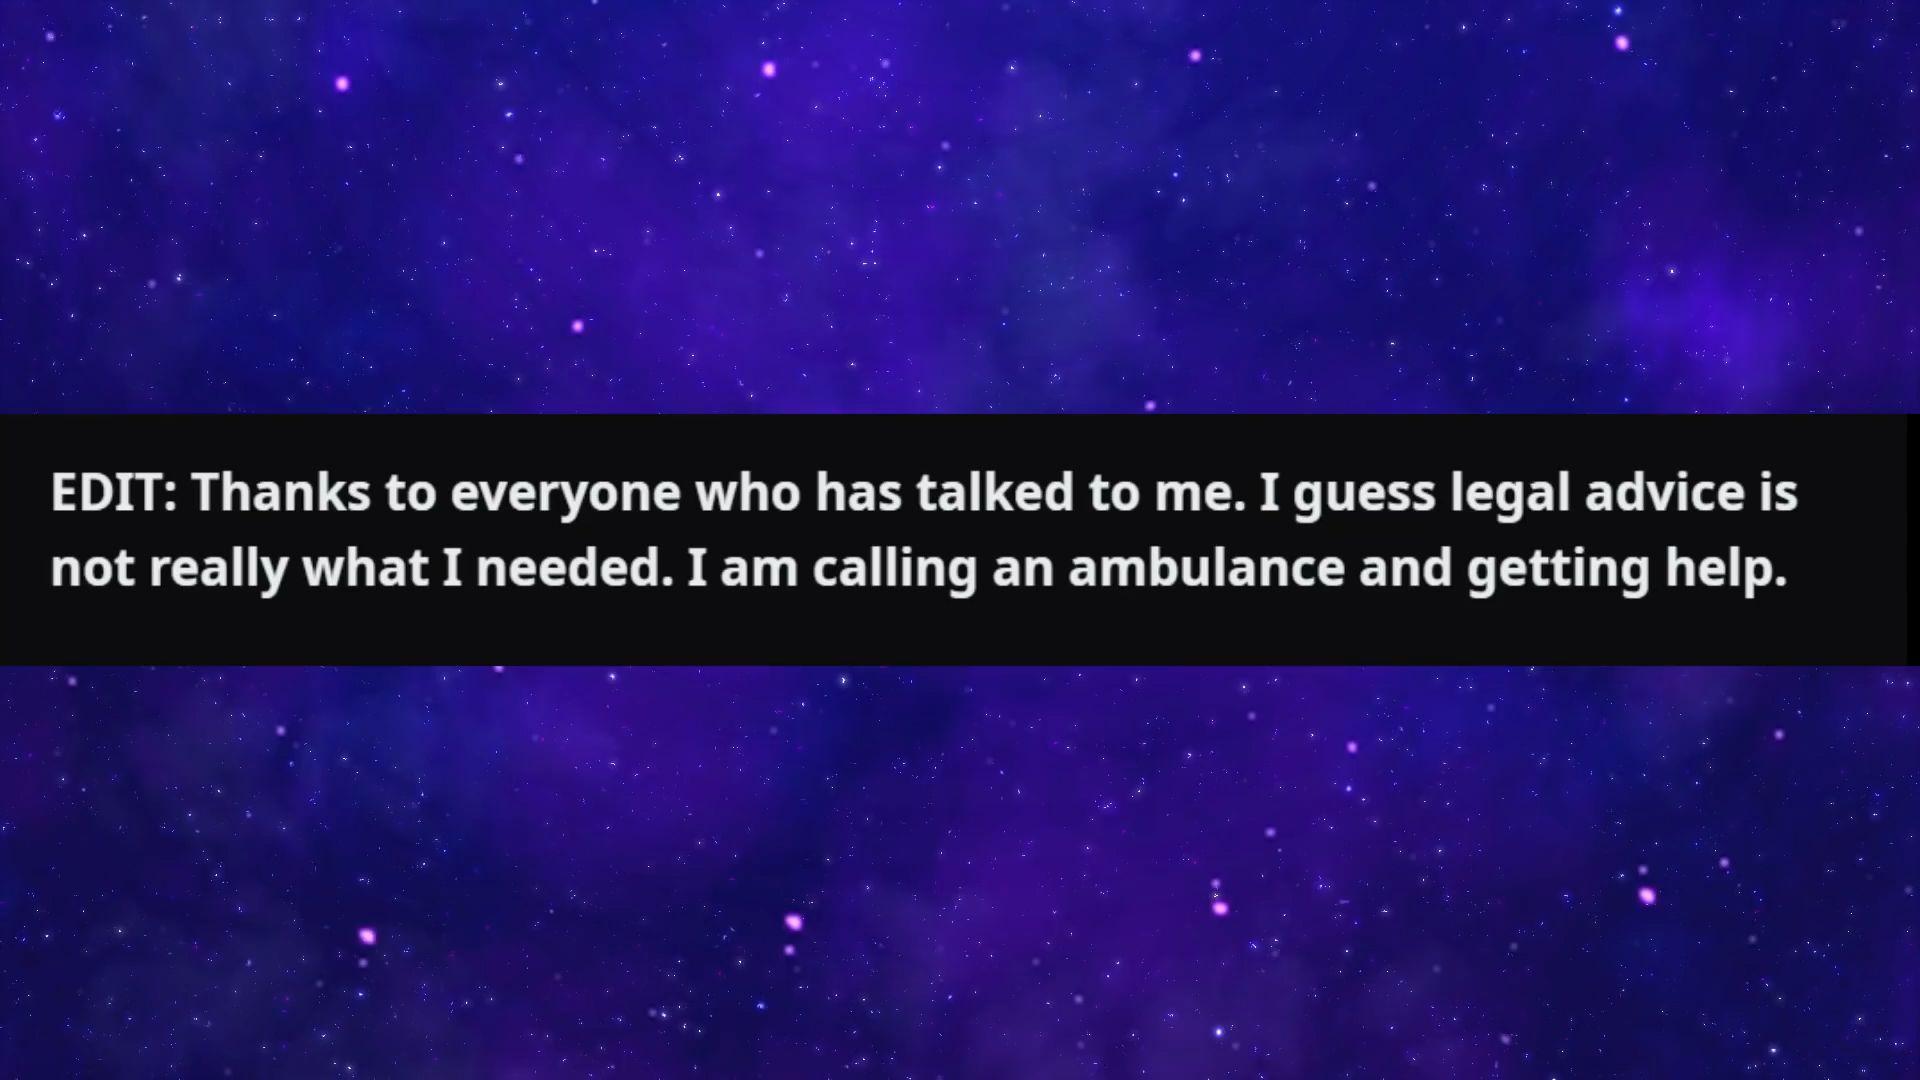 EDIT: Thanks to everyone who has talked to me. I guess legal advice is
not really what I needed. I am calling an ambulance and getting help.